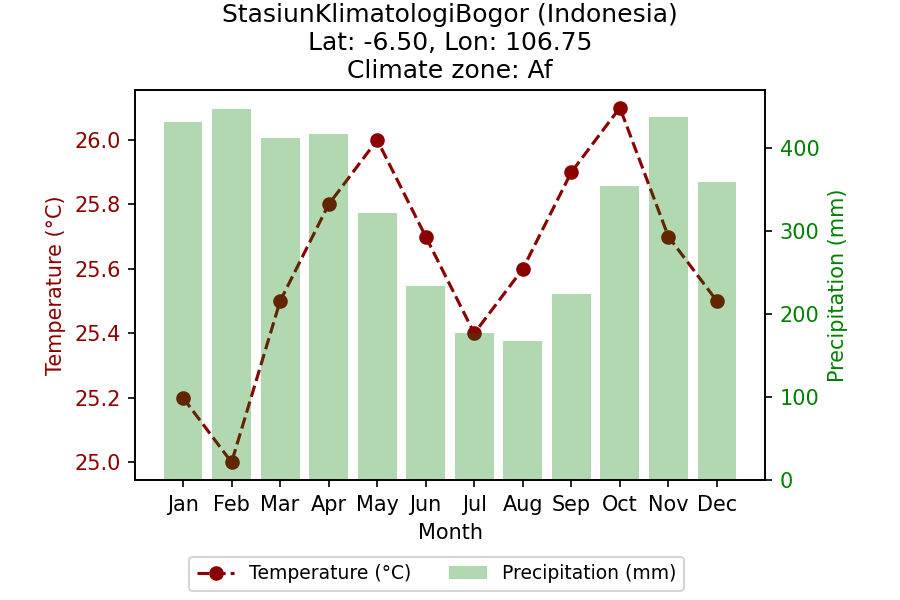 StasiunKlimatologiBogor (Indonesia)
Lat: -6.50, Lon: 106.75
Climate zone: Af
Temperature (°C)
26.0
25.8
25.6
25.4
25.2
25.0
400
300
200
100
0
Precipitation (mm)
Jan Feb Mar Apr May Jun Jul Aug Sep Oct Nov Dec
Month
Temperature (°C) Precipitation (mm)